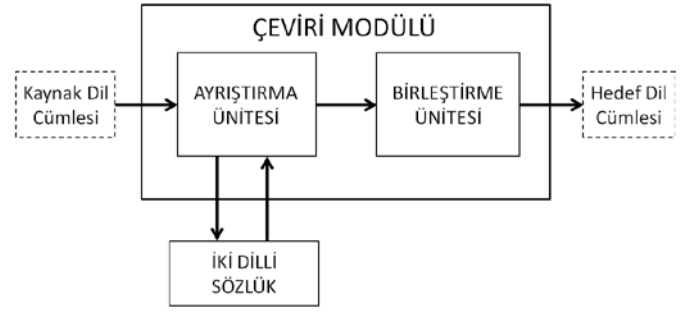 ÇEVİRİ MODÜLÜ
Kaynak Dil
Cümlesi
AYRIŞTIRMA
ÜNİTESİ
BİRLEŞTİRME
ÜNİTESİ
Hedef Dil
Cümlesi
İKİ DİLLİ
SÖZLÜK